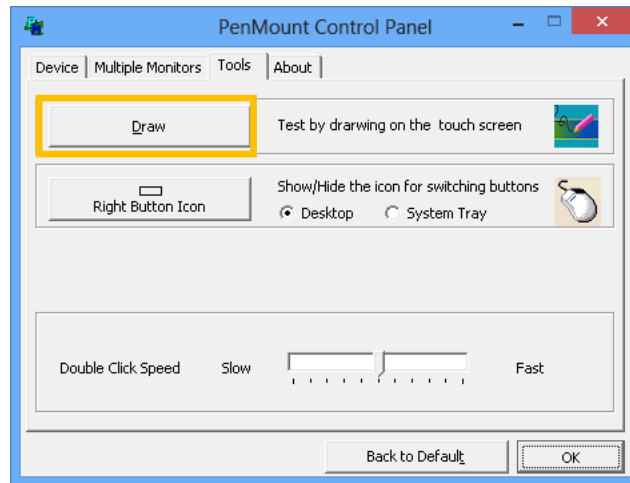 PenMount Control Panel
Device Multiple Monitors Tools About
Draw Test by drarwing on the touch screen
Right Button Icon Show/Hide the icon for switching buttons
Desktop System Tray
Double Click Speed Slow Fast
Back to Default OK